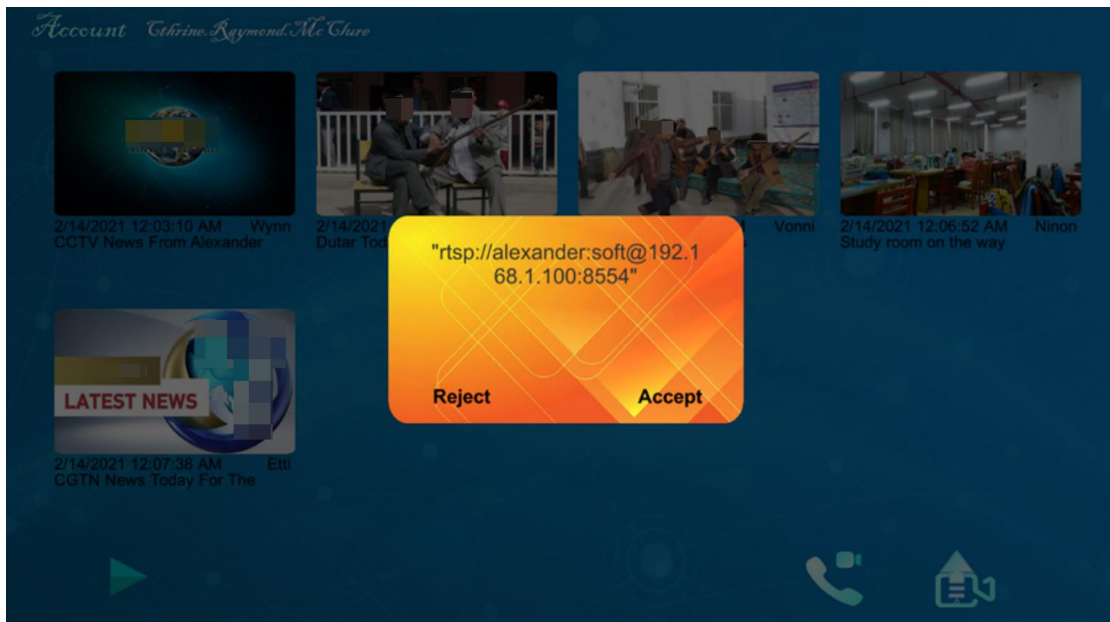 Account Cthrine.Raymond.Mc Clure
2/14/2021 12:03:10 AM Wynn
CCTV News From Alexander
2/14/2021
Dutar Tod
Vonni
2/14/2021 12:06:52 AM Ninon
Study room on the way
"rtsp://alexander:soft@192.1
68.1.100:8554"
Reject Accept
LATEST NEWS
2/14/2021 12:07:38 AM Etti
CGTN News Today For The